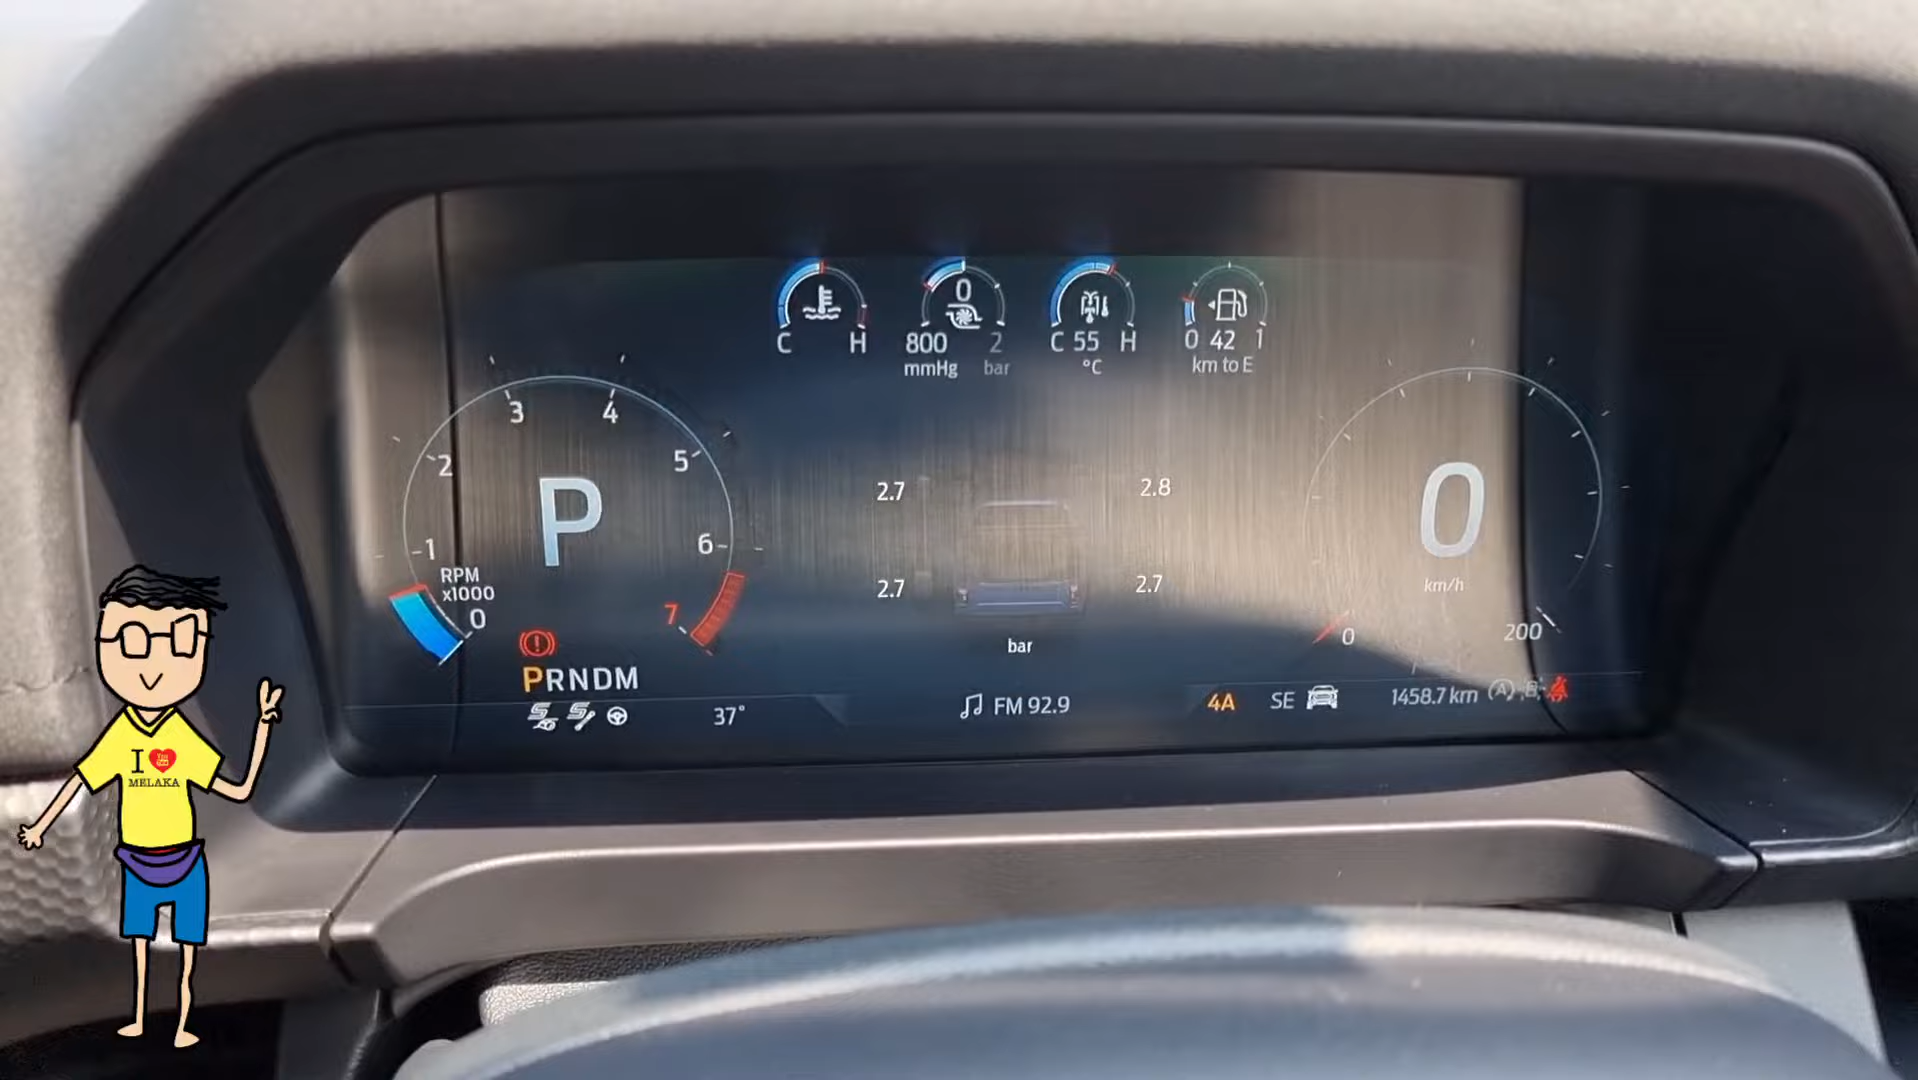 0
C H
800 2
mmHg bar
C 55 H
°C
0 42 1
km to E
3 4
2 5
1 6
RPM
x1000
0 7
P
PRNDM
37°
2.7 2.8
2.7 2.7
bar
FM 92.9
0
km/h
0 200
4A SE 1458.7 km A
I
MELAKA